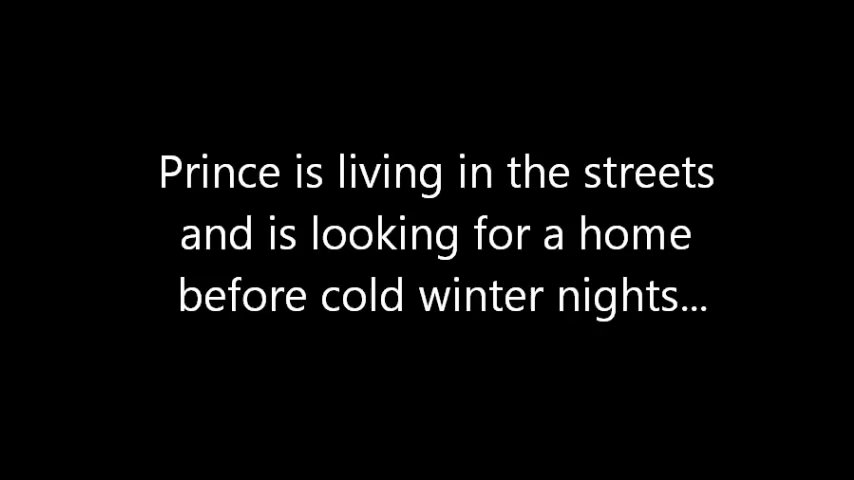 Prince is living in the streets
and is looking for a home
before cold winter nights...